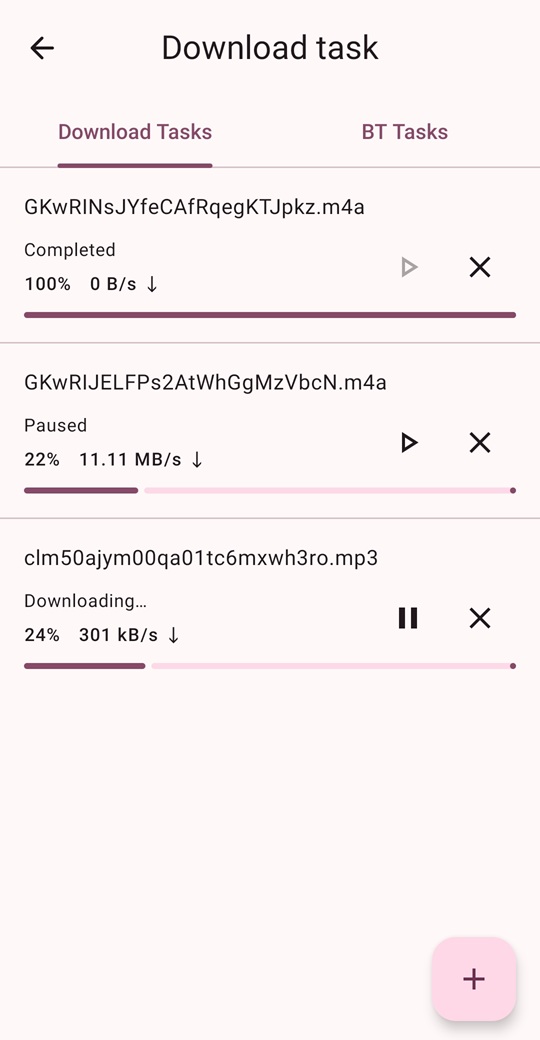 Download task
Download Tasks
BT Tasks
GKwRINsJYfeCAfRqegKTJpkz.m4a
Completed
100% 0 B/s ↓
GKwRIJELFPs2AtWhGgMzVbcN.m4a
Paused
22% 11.11 MB/s ↓
clm50ajym00qa01tc6mxwh3ro.mp3
Downloading…
24% 301 kB/s ↓